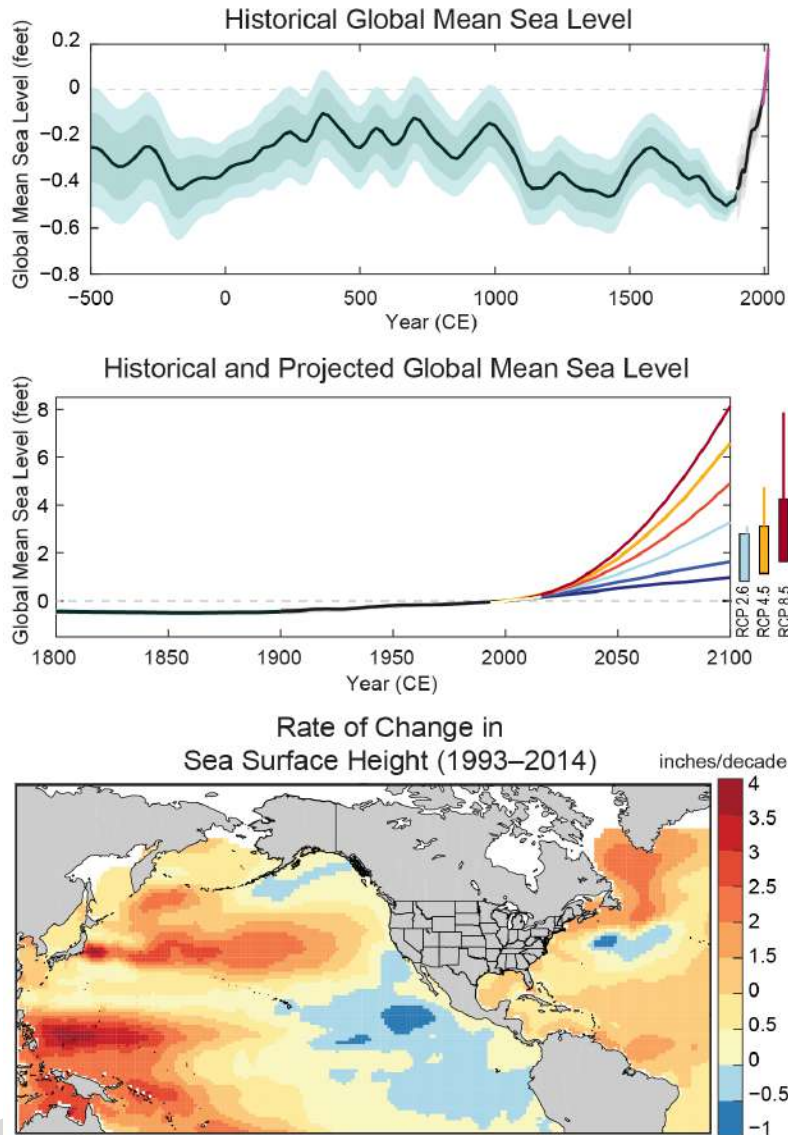 Historical Global Mean Sea Level
Global Mean Sea Level (feet)
0.2
0
−0.2
−0.4
−0.6
−0.8
−500
0
500
1000
1500
2000
Year (CE)
Historical and Projected Global Mean Sea Level
Global Mean Sea Level (feet)
8
6
4
2
0
1800
1850
1900
1950
2000
2050
2100
Year (CE)
RCP 2.6
RCP 4.5
RCP 8.5
Rate of Change in
Sea Surface Height (1993–2014)
inches/decade
4
3.5
3
2.5
2
1.5
0
0.5
0
−0.5
−1